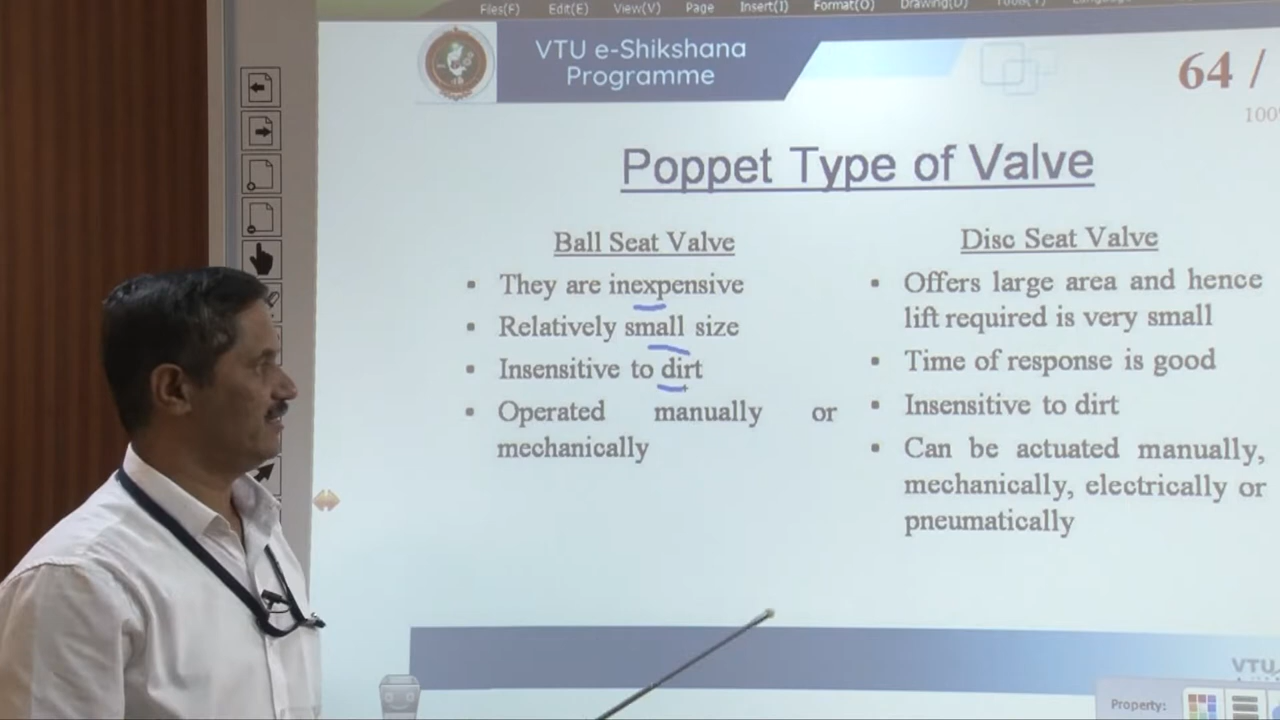 Files(F) Edit(E) View(V) Page Insert(I) Format(O) Drawing(D)
VTU e-Shikshana
Programme
64 /
100
Poppet Type of Valve
Ball Seat Valve
▪ They are inexpensive
▪ Relatively small size
▪ Insensitive to dirt
▪ Operated manually or
mechanically
Disc Seat Valve
▪ Offers large area and hence
lift required is very small
▪ Time of response is good
▪ Insensitive to dirt
▪ Can be actuated manually,
mechanically, electrically or
pneumatically
VTU
Property: